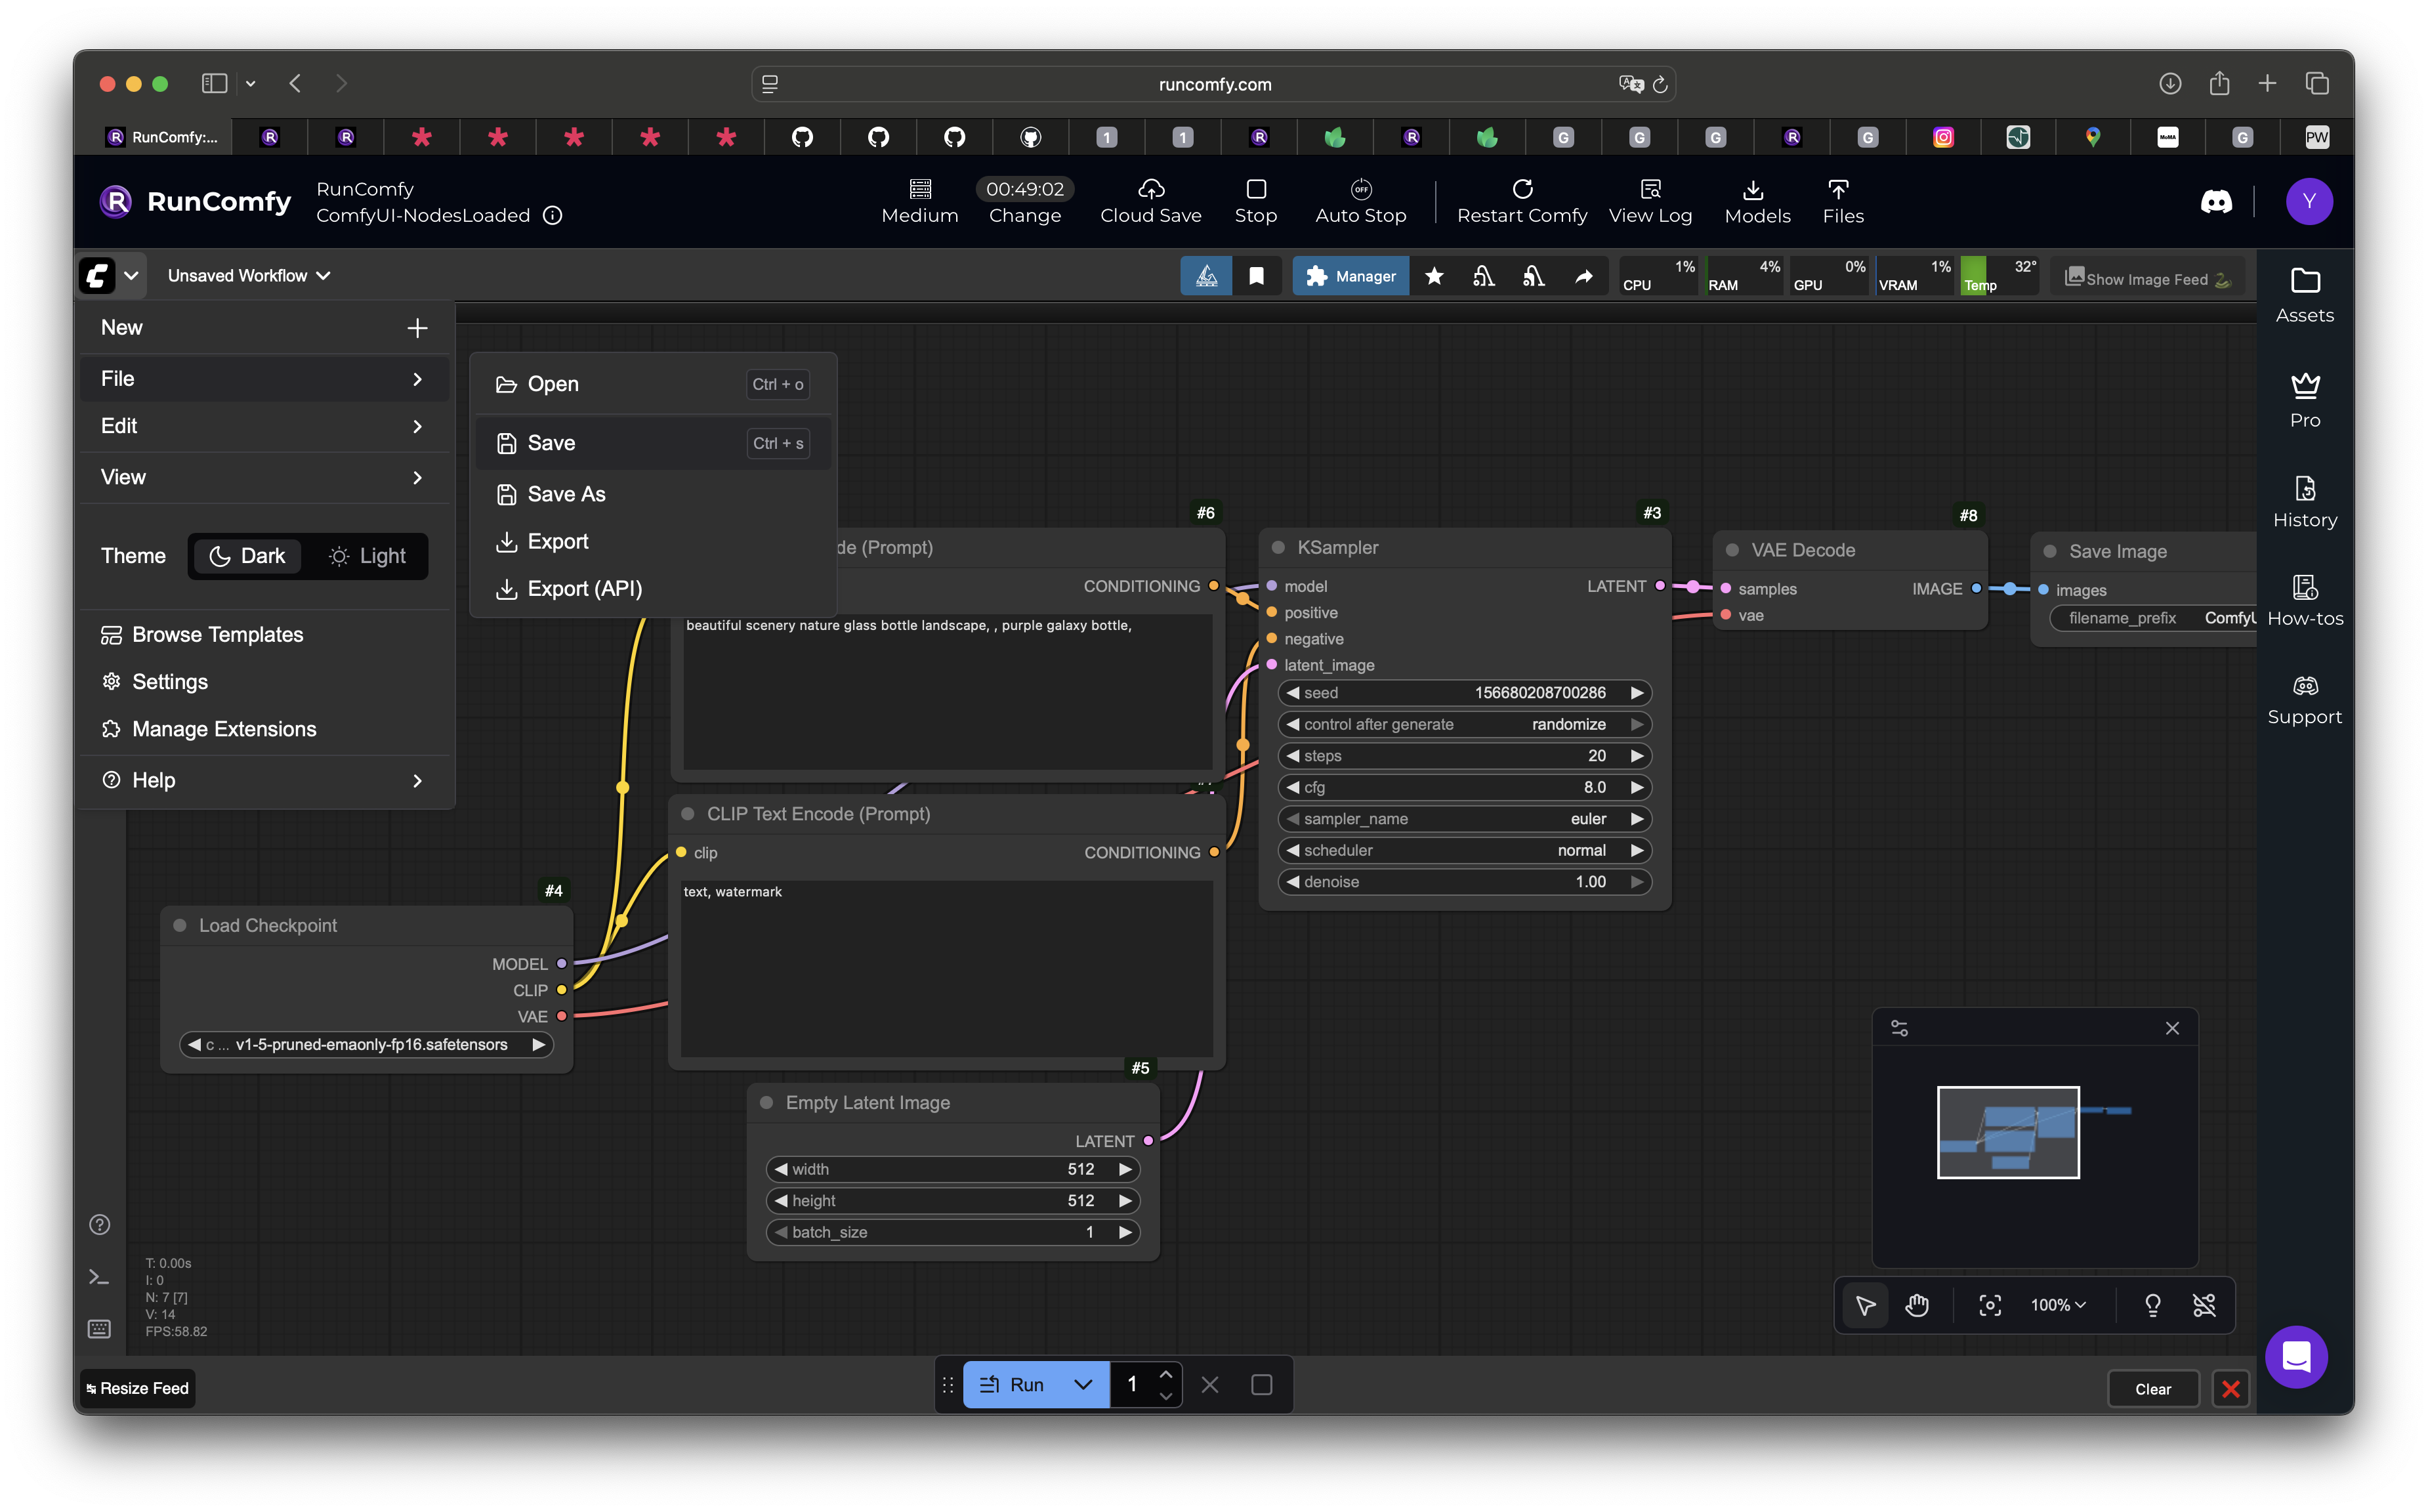 runcomfy.com
RunComfy:...
1
1
G
G
G
G
MoMA
G
PW
RunComfy
RunComfy
ComfyUI-NodesLoaded
Medium
00:49:02
Change
Cloud Save
Stop
OFF
Auto Stop
Restart Comfy
View Log
Models
Files
Y
Unsaved Workflow
Manager
CPU 1%
RAM 4%
GPU 0%
VRAM 1%
Temp 32°
Show Image Feed
Assets
Pro
History
How-tos
Support
New
File
Edit
View
Theme
Dark
Light
Browse Templates
Settings
Manage Extensions
Help
Open Ctrl + o
Save Ctrl + s
Save As
Export
Export (API)
#6
de (Prompt)
CONDITIONING
beautiful scenery nature glass bottle landscape, , purple galaxy bottle,
CLIP Text Encode (Prompt)
clip CONDITIONING
text, watermark
#3
KSampler
model LATENT
positive
negative
latent_image
seed 156680208700286
control after generate randomize
steps 20
cfg 8.0
sampler_name euler
scheduler normal
denoise 1.00
#8
VAE Decode
samples IMAGE
vae
Save Image
images
filename_prefix ComfyU
#4
Load Checkpoint
MODEL
CLIP
VAE
c ... v1-5-pruned-emaonly-fp16.safetensors
#5
Empty Latent Image
LATENT
width 512
height 512
batch_size 1
T: 0.00s
I: 0
N: 7 [7]
V: 14
FPS:58.82
100%
Resize Feed
Run
1
Clear